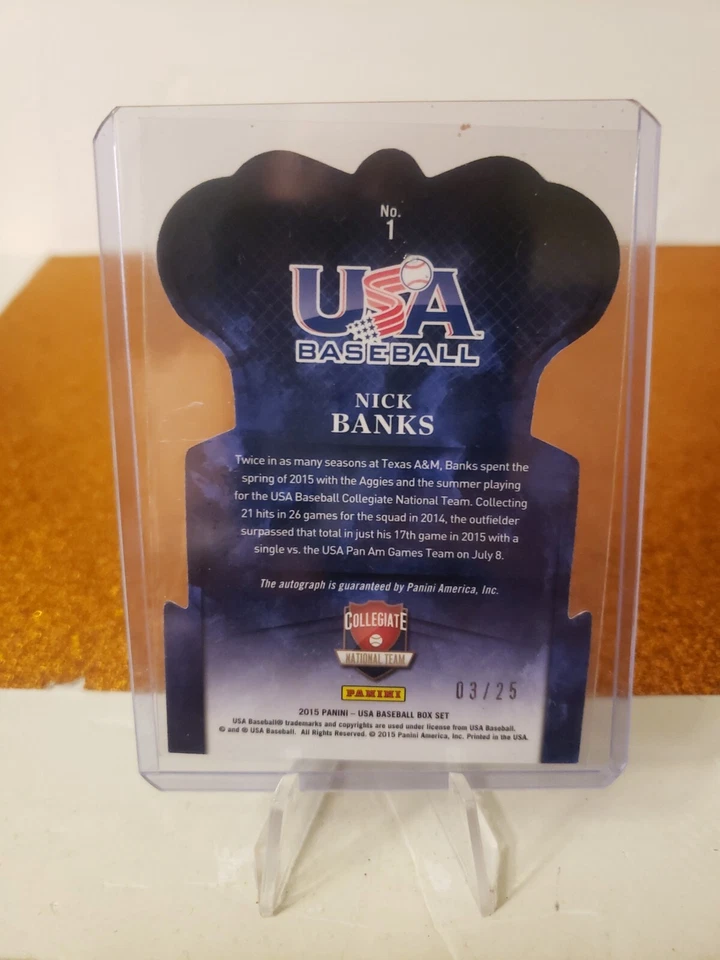 No.
1
USA
BASEBALL
NICK
BANKS
Twice in as many seasons at Texas A&M, Banks spent the
spring of 2015 with the Aggies and the summer playing
for the USA Baseball Collegiate National Team. Collecting
21 hits in 26 games for the squad in 2014, the outfielder
surpassed that total in just his 17th game in 2015 with a
single vs. the USA Pan Am Games Team on July 8.
The autograph is guaranteed by Panini America, Inc.
COLLEGIATE
NATIONAL TEAM
PANINI
03/25
2015 PANINI – USA BASEBALL BOX SET
USA Baseball® trademarks and copyrights are used under license from USA Baseball.
© and ® USA Baseball. All Rights Reserved. © 2015 Panini America, Inc. Printed in the USA.